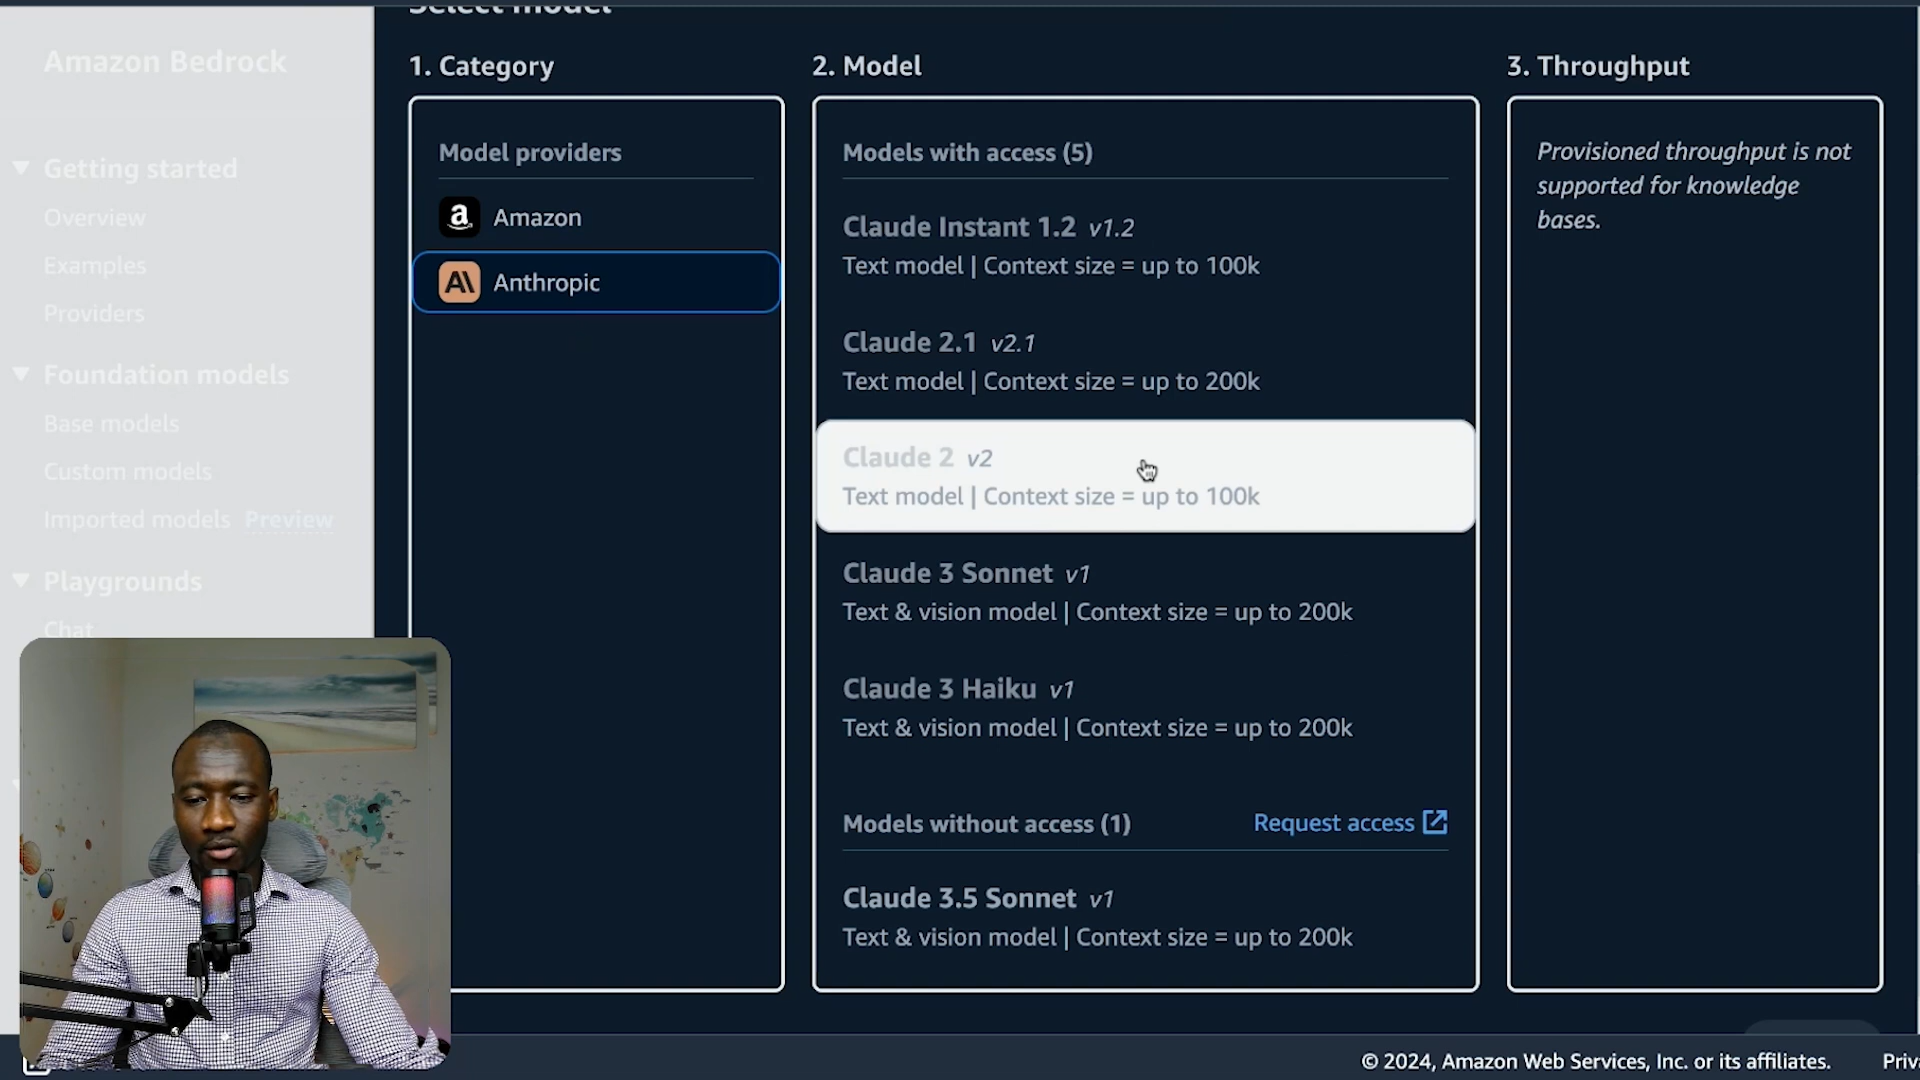 Select model
Amazon Bedrock
Getting started
Overview
Examples
Providers
Foundation models
Base models
Custom models
Imported models Preview
Playgrounds
Chat
1. Category
Model providers
Amazon
Anthropic
2. Model
Models with access (5)
Claude Instant 1.2 v1.2
Text model | Context size = up to 100k
Claude 2.1 v2.1
Text model | Context size = up to 200k
Claude 2 v2
Text model | Context size = up to 100k
Claude 3 Sonnet v1
Text & vision model | Context size = up to 200k
Claude 3 Haiku v1
Text & vision model | Context size = up to 200k
Models without access (1) Request access
Claude 3.5 Sonnet v1
Text & vision model | Context size = up to 200k
3. Throughput
Provisioned throughput is not
supported for knowledge
bases.
© 2024, Amazon Web Services, Inc. or its affiliates. Priv